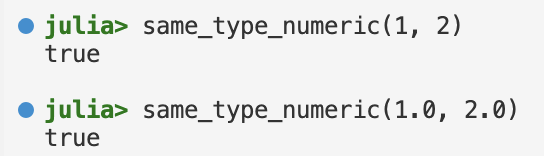 julia> same_type_numeric(1, 2)
true
julia> same_type_numeric(1.0, 2.0)
true